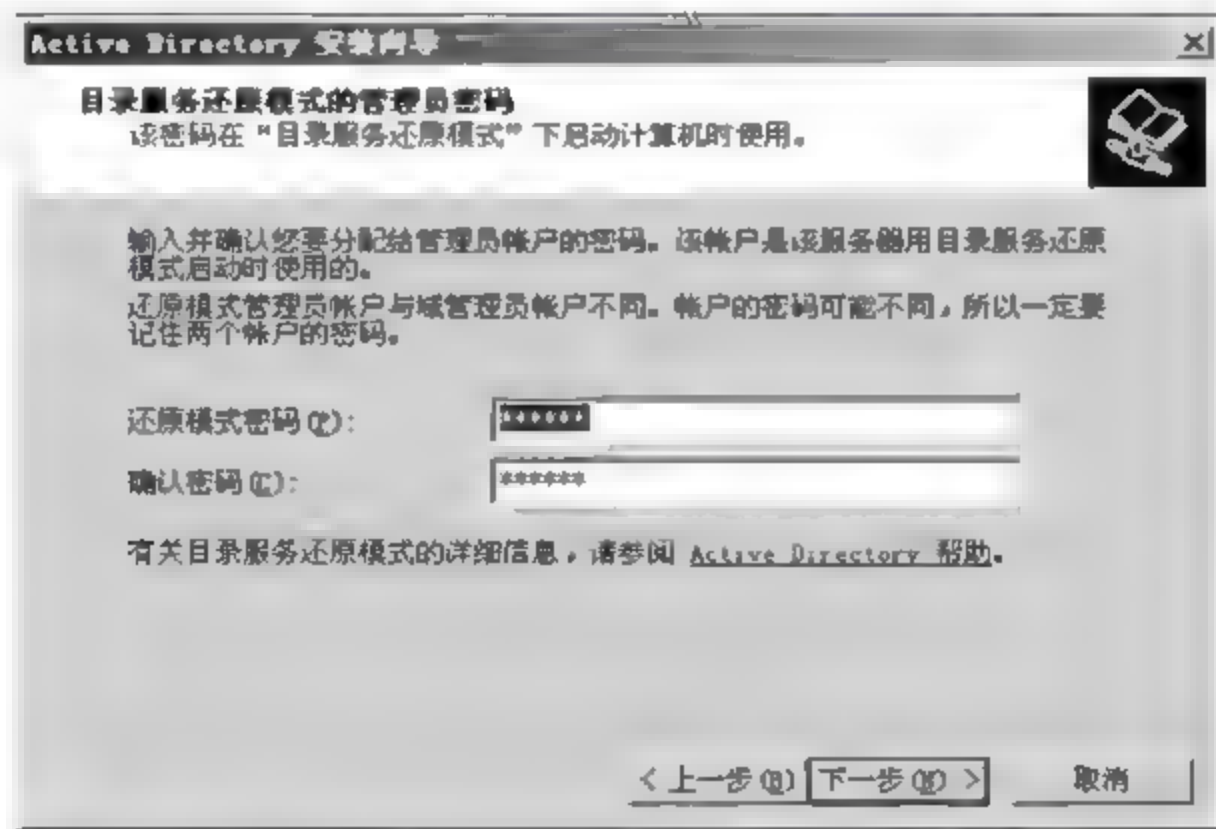 Active Directory 安装向导
目录服务还原模式的管理员密码
该密码在“目录服务还原模式”下启动计算机时使用。
输入并确认您要分配给管理员帐户的密码。该帐户是该服务器用目录服务还原
模式启动时使用的。
还原模式管理员帐户与域管理员帐户不同。帐户的密码可能不同，所以一定要
记住两个帐户的密码。
还原模式密码(P): ******
确认密码(C): ******
有关目录服务还原模式的详细信息，请参阅 Active Directory 帮助。
< 上一步(B) 下一步(N) > 取消